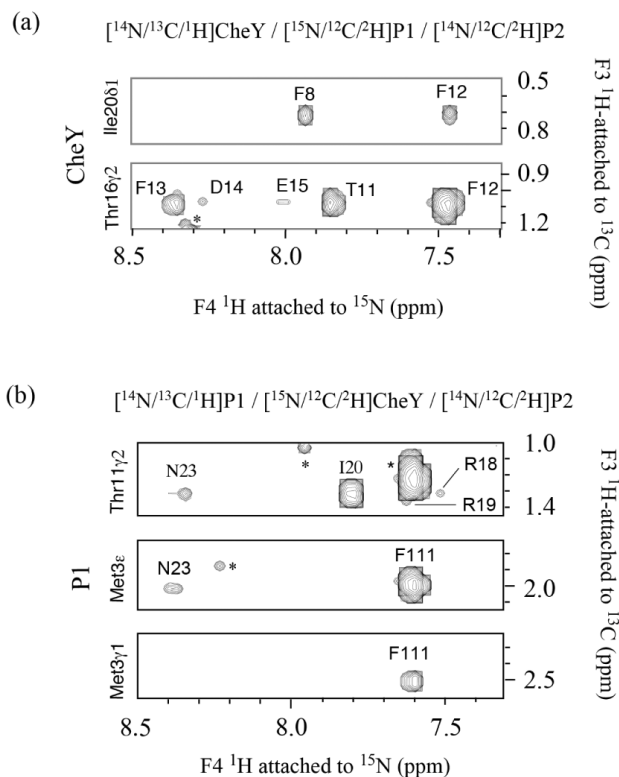 (a)
[¹⁴N/¹³C/¹H]CheY / [¹⁵N/¹²C/²H]P1 / [¹⁴N/¹²C/²H]P2
CheY
Ile20δ1
F8
F12
0.5
0.8
Thr16γ2
F13
D14
E15
T11
F12
*
0.9
1.2
F3 ¹H-attached to ¹³C (ppm)
8.5
8.0
7.5
F4 ¹H attached to ¹⁵N (ppm)
(b)
[¹⁴N/¹³C/¹H]P1 / [¹⁵N/¹²C/²H]CheY / [¹⁴N/¹²C/²H]P2
P1
Thr11γ2
N23
*
I20
*
R18
R19
1.0
1.4
Met3ε
N23
*
F111
2.0
Met3γ1
F111
2.5
F3 ¹H-attached to ¹³C (ppm)
8.5
8.0
7.5
F4 ¹H attached to ¹⁵N (ppm)